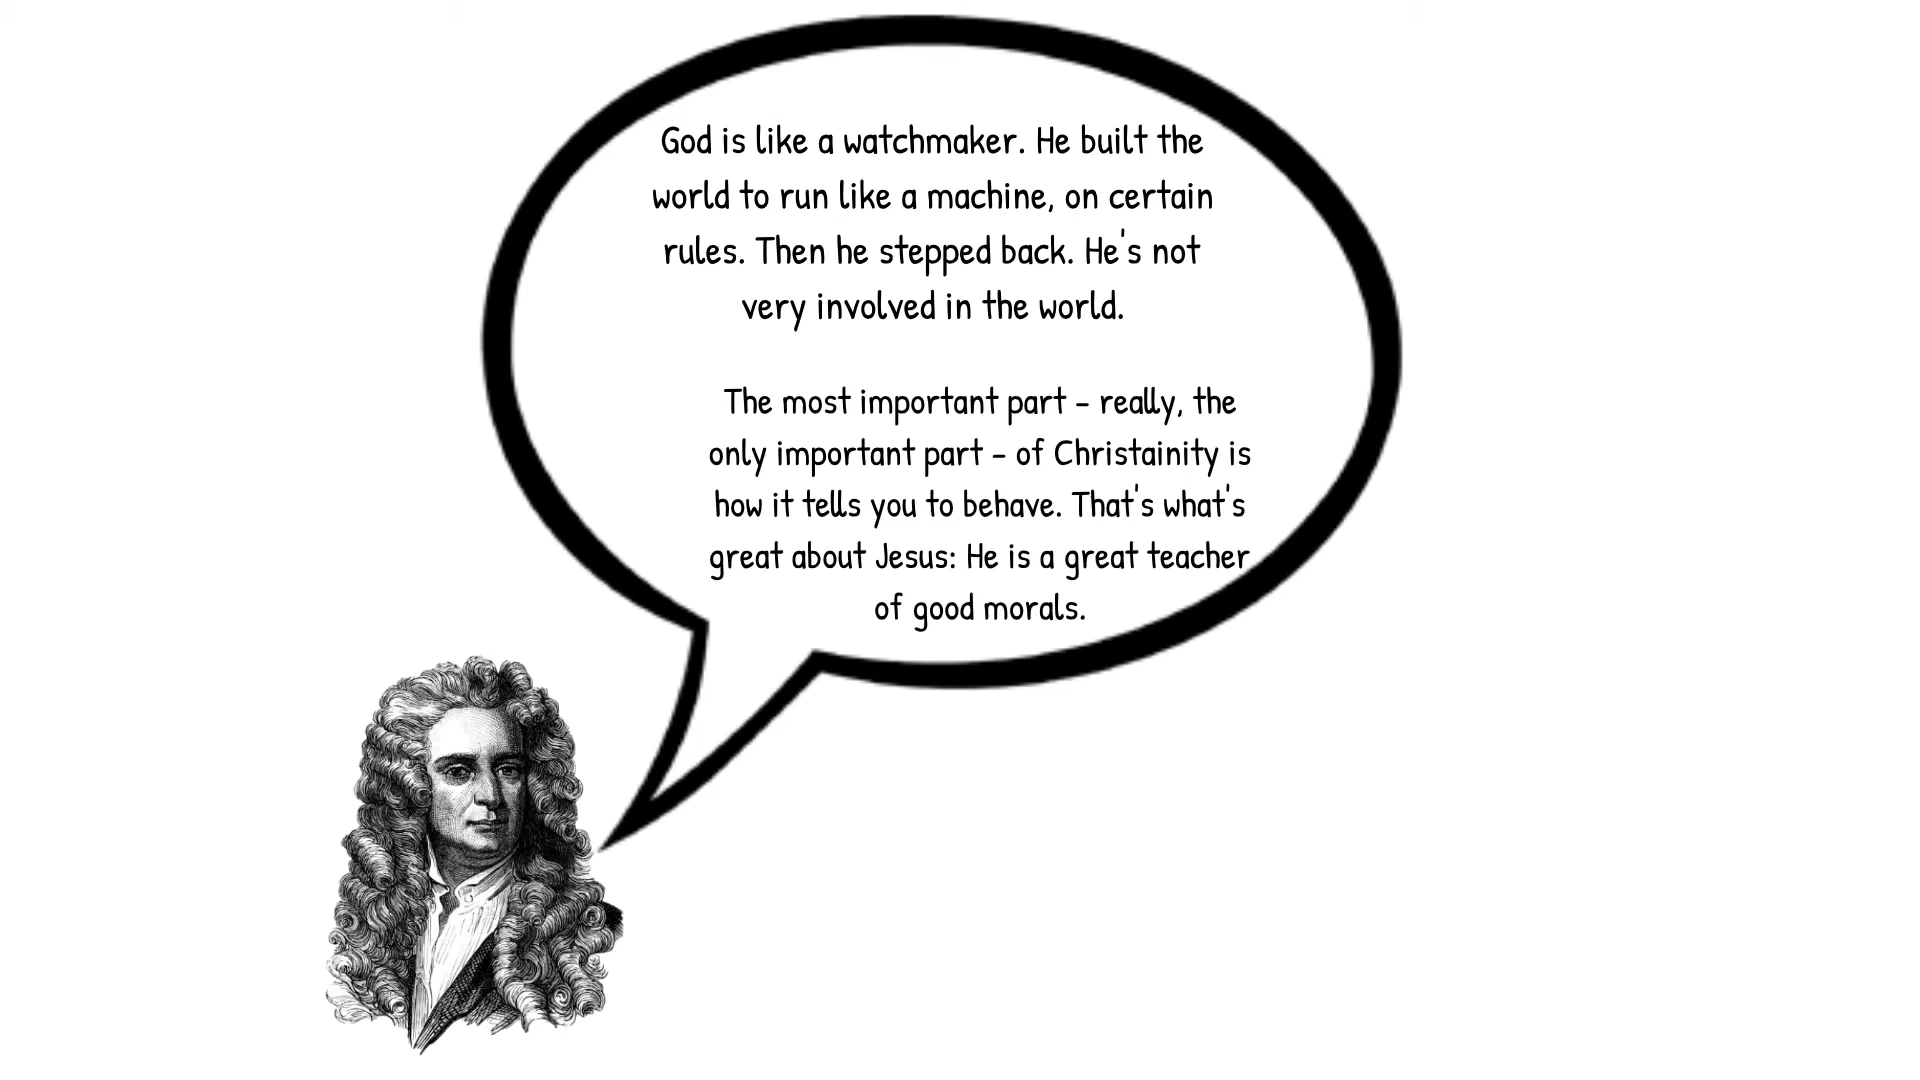 God is like a watchmaker. He built the
world to run like a machine, on certain
rules. Then he stepped back. He's not
very involved in the world.
The most important part - really, the
only important part - of Christainity is
how it tells you to behave. That's what's
great about Jesus: He is a great teacher
of good morals.